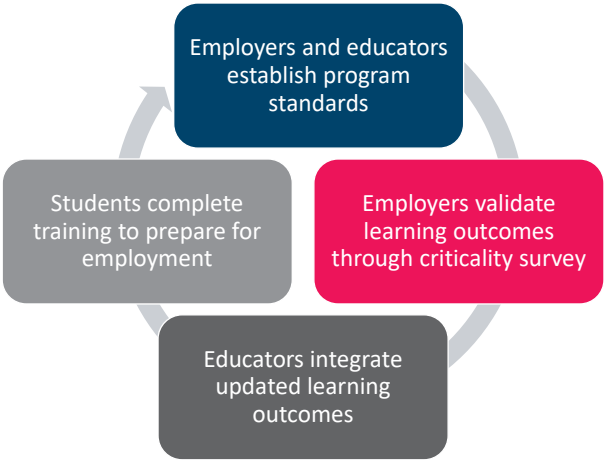 Employers and educators
establish program
standards
Employers validate
learning outcomes
through criticality survey
Educators integrate
updated learning
outcomes
Students complete
training to prepare for
employment